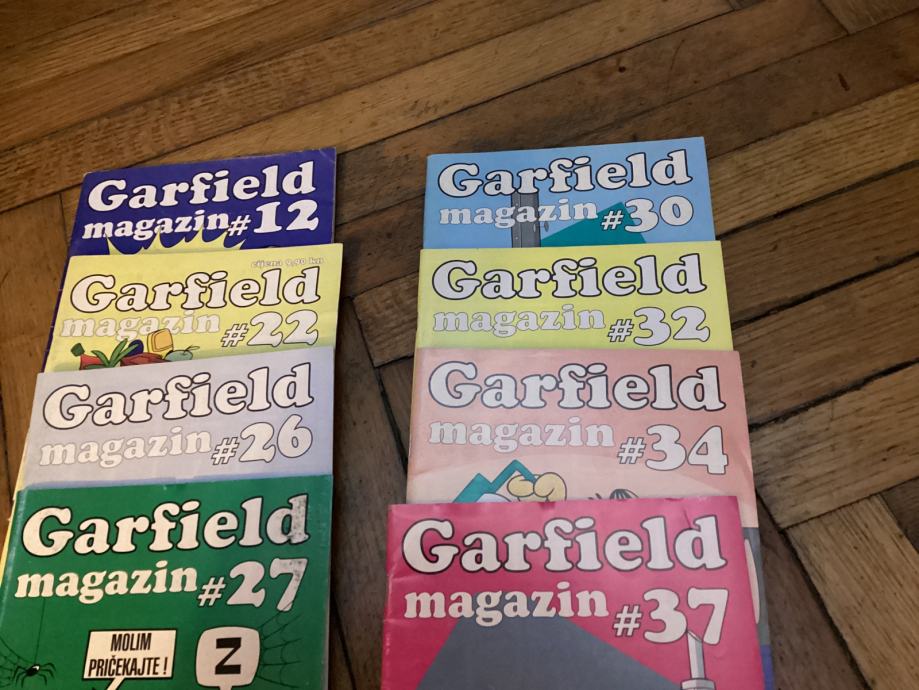 Garfield
magazin #12
cijena 9,90 kn
Garfield
magazin #22
Garfield
magazin #26
Garfield
magazin #27
MOLIM
PRIČEKAJTE !
Z
Garfield
magazin #30
Garfield
magazin #32
Garfield
magazin #34
Garfield
magazin #37